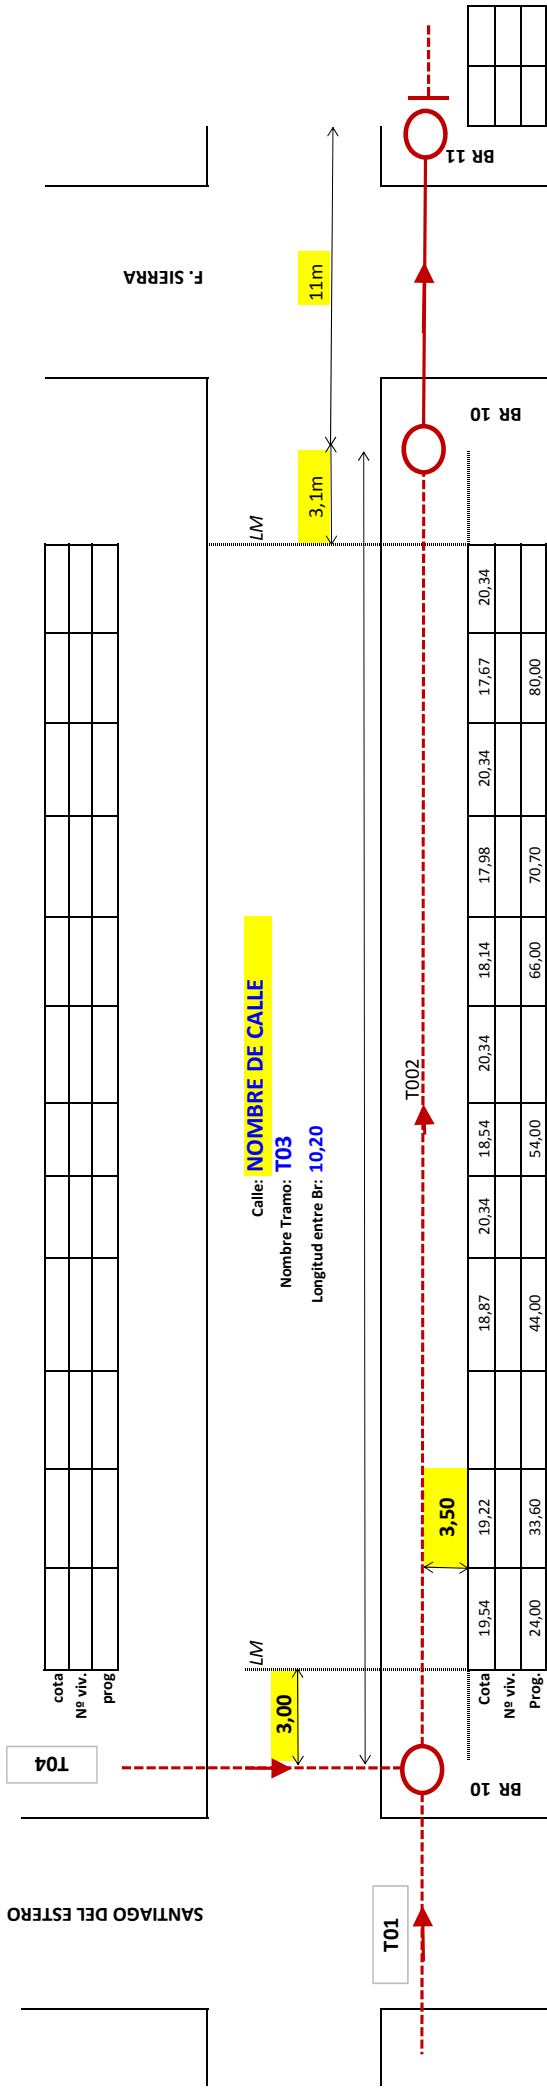 T04
SANTIAGO DEL ESTERO
F. SIERRA
cota
Nº viv.
prog
LM
LM
3,00
Calle: NOMBRE DE CALLE
Nombre Tramo: T03
Longitud entre Br: 10,20
3,1m
11m
T01
T002
3,50
BR 10
BR 10
BR 11
Cota 19,54 19,22 18,87 20,34 18,54 20,34 18,14 17,98 20,34 17,67 20,34
Nº viv.
Prog. 24,00 33,60 44,00 54,00 66,00 70,70 80,00